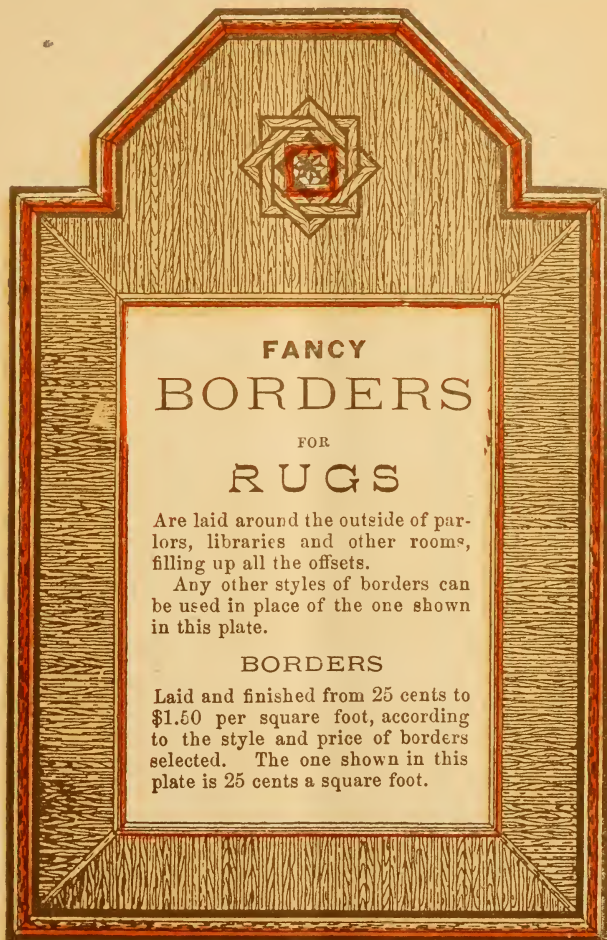 FANCY
BORDERS
FOR
RUGS
Are laid around the outside of par-
lors, libraries and other rooms,
filling up all the offsets.
Any other styles of borders can
be used in place of the one shown
in this plate.
BORDERS
Laid and finished from 25 cents to
$1.50 per square foot, according
to the style and price of borders
selected. The one shown in this
plate is 25 cents a square foot.